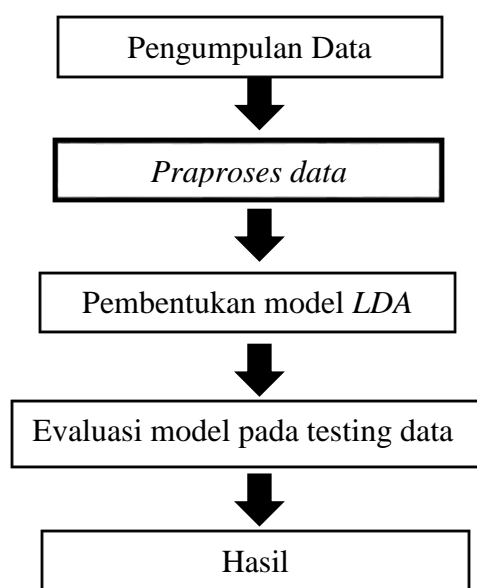 Pengumpulan Data
Praproses data
Pembentukan model LDA
Evaluasi model pada testing data
Hasil